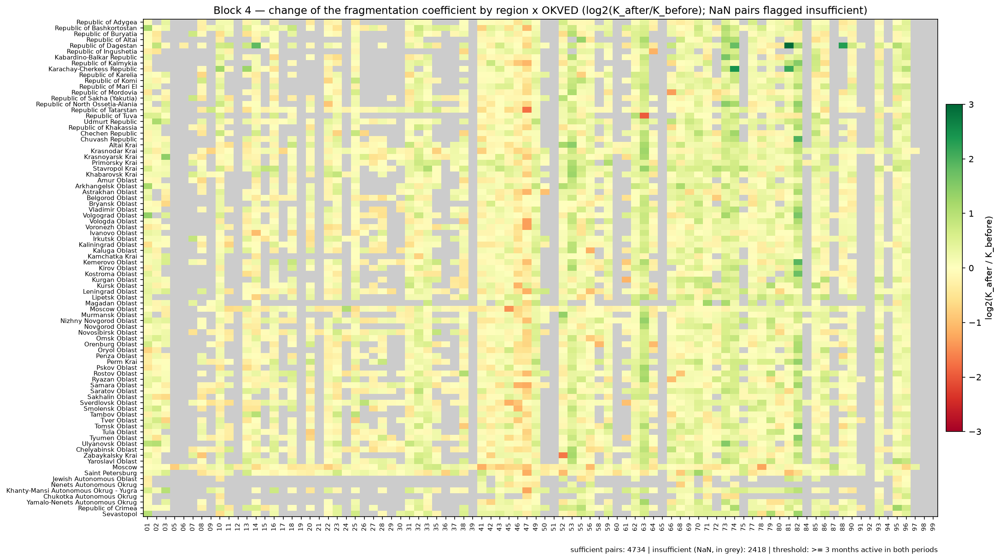 Block 4 — change of the fragmentation coefficient by region x OKVED (log2(K_after/K_before); NaN pairs flagged insufficient)
Republic of Adygea
Republic of Bashkortostan
Republic of Buryatia
Republic of Altai
Republic of Dagestan
Republic of Ingushetia
Kabardino-Balkar Republic
Republic of Kalmykia
Karachay-Cherkess Republic
Republic of Karelia
Republic of Komi
Republic of Mari El
Republic of Mordovia
Republic of Sakha (Yakutia)
Republic of North Ossetia-Alania
Republic of Tatarstan
Republic of Tuva
Udmurt Republic
Republic of Khakassia
Chechen Republic
Chuvash Republic
Altai Krai
Krasnodar Krai
Krasnoyarsk Krai
Primorsky Krai
Stavropol Krai
Khabarovsk Krai
Amur Oblast
Arkhangelsk Oblast
Astrakhan Oblast
Belgorod Oblast
Bryansk Oblast
Vladimir Oblast
Volgograd Oblast
Vologda Oblast
Voronezh Oblast
Ivanovo Oblast
Irkutsk Oblast
Kaliningrad Oblast
Kaluga Oblast
Kamchatka Krai
Kemerovo Oblast
Kirov Oblast
Kostroma Oblast
Kurgan Oblast
Kursk Oblast
Leningrad Oblast
Lipetsk Oblast
Magadan Oblast
Moscow Oblast
Murmansk Oblast
Nizhny Novgorod Oblast
Novgorod Oblast
Novosibirsk Oblast
Omsk Oblast
Orenburg Oblast
Oryol Oblast
Penza Oblast
Perm Krai
Pskov Oblast
Rostov Oblast
Ryazan Oblast
Samara Oblast
Saratov Oblast
Sakhalin Oblast
Sverdlovsk Oblast
Smolensk Oblast
Tambov Oblast
Tver Oblast
Tomsk Oblast
Tula Oblast
Tyumen Oblast
Ulyanovsk Oblast
Chelyabinsk Oblast
Zabaykalsky Krai
Yaroslavl Oblast
Moscow
Saint Petersburg
Jewish Autonomous Oblast
Nenets Autonomous Okrug
Khanty-Mansi Autonomous Okrug - Yugra
Chukotka Autonomous Okrug
Yamalo-Nenets Autonomous Okrug
Republic of Crimea
Sevastopol
01 02 03 05 06 07 08 09 10 11 12 13 14 15 16 17 18 19 20 21 22 23 24 25 26 27 28 29 30 31 32 33 35 36 37 38 39 41 42 43 45 46 47 49 50 51 52 53 55 56 58 59 60 61 62 63 64 65 66 68 69 70 71 72 73 74 75 77 78 79 80 81 82 84 85 86 87 88 90 91 92 93 94 95 96 97 98 99
3
2
1
0
−1
−2
−3
log2(K_after / K_before)
sufficient pairs: 4734 | insufficient (NaN, in grey): 2418 | threshold: >= 3 months active in both periods